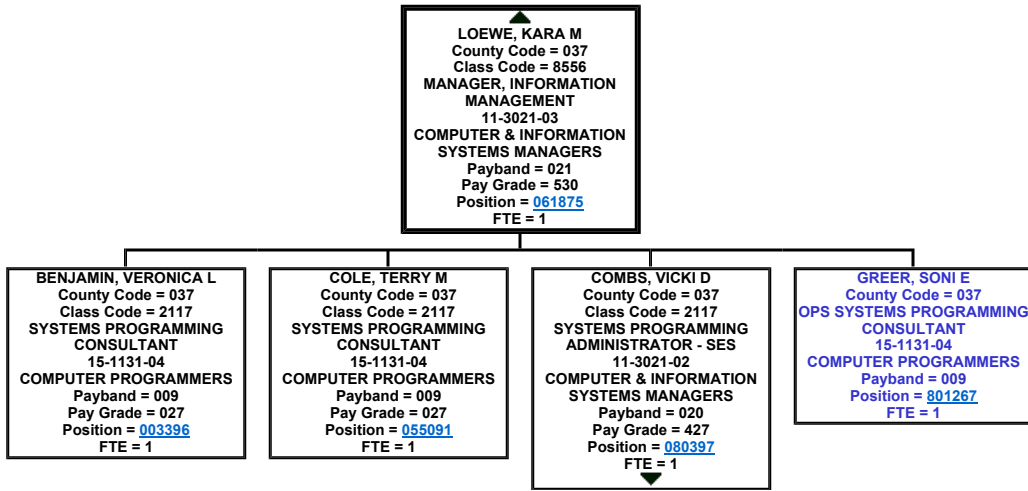 LOEWE, KARA M
County Code = 037
Class Code = 8556
MANAGER, INFORMATION
MANAGEMENT
11-3021-03
COMPUTER & INFORMATION
SYSTEMS MANAGERS
Payband = 021
Pay Grade = 530
Position = 061875
FTE = 1
BENJAMIN, VERONICA L
County Code = 037
Class Code = 2117
SYSTEMS PROGRAMMING
CONSULTANT
15-1131-04
COMPUTER PROGRAMMERS
Payband = 009
Pay Grade = 027
Position = 003396
FTE = 1
COLE, TERRY M
County Code = 037
Class Code = 2117
SYSTEMS PROGRAMMING
CONSULTANT
15-1131-04
COMPUTER PROGRAMMERS
Payband = 009
Pay Grade = 027
Position = 055091
FTE = 1
COMBS, VICKI D
County Code = 037
Class Code = 2117
SYSTEMS PROGRAMMING
ADMINISTRATOR - SES
11-3021-02
COMPUTER & INFORMATION
SYSTEMS MANAGERS
Payband = 020
Pay Grade = 427
Position = 080397
FTE = 1
GREER, SONI E
County Code = 037
OPS SYSTEMS PROGRAMMING
CONSULTANT
15-1131-04
COMPUTER PROGRAMMERS
Payband = 009
Position = 801267
FTE = 1